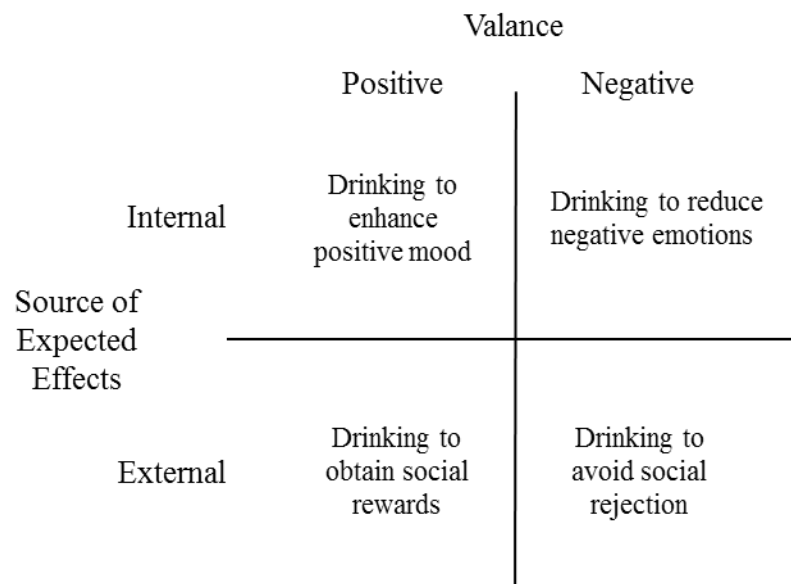 Valance
Positive
Negative
Internal
Drinking to
enhance
positive mood
Drinking to reduce
negative emotions
Source of
Expected
Effects
External
Drinking to
obtain social
rewards
Drinking to
avoid social
rejection